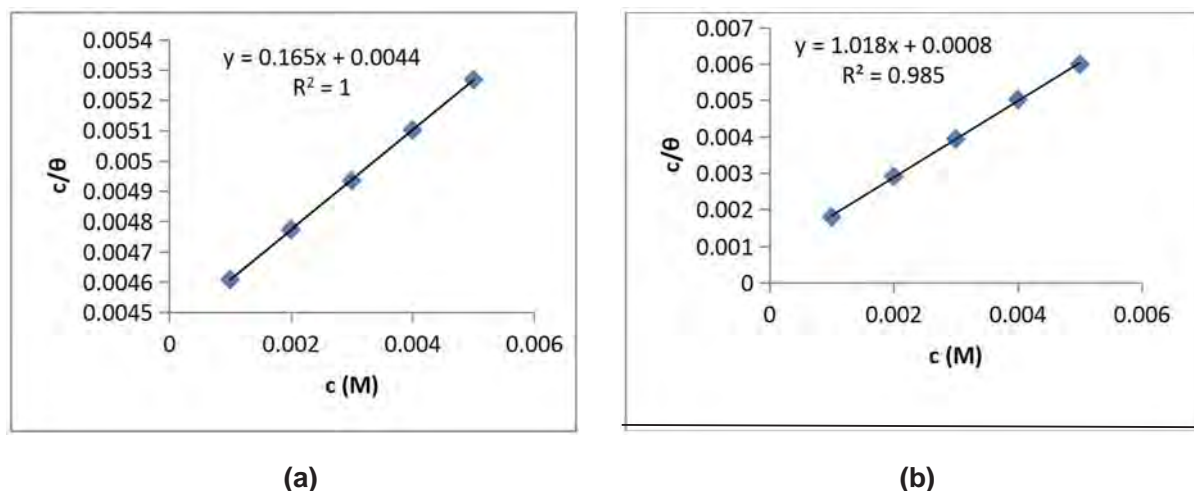 y = 0.165x + 0.0044
R² = 1
0.0054
0.0053
0.0052
0.0051
0.005
0.0049
0.0048
0.0047
0.0046
0.0045
c/θ
0 0.002 0.004 0.006
c (M)
(a)
y = 1.018x + 0.0008
R² = 0.985
0.007
0.006
0.005
0.004
0.003
0.002
0.001
0
c/θ
0 0.002 0.004 0.006
c (M)
(b)